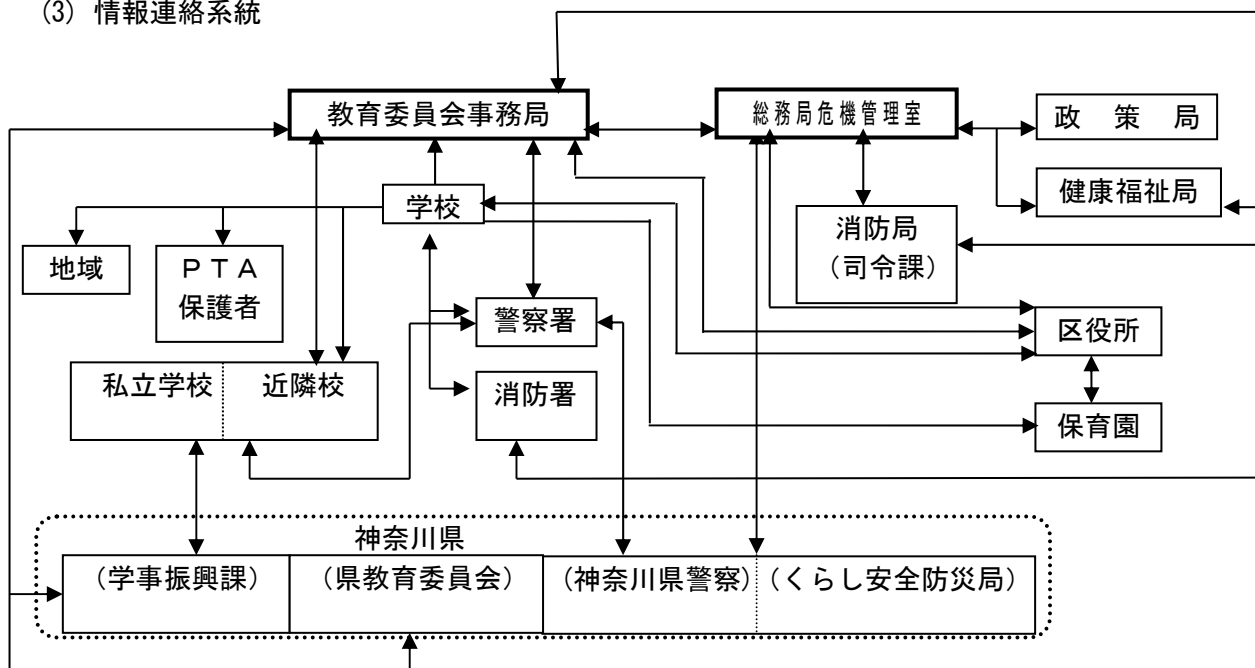 (3) 情報連絡系統
教育委員会事務局
総務局危機管理室
政 策 局
健康福祉局
学校
消防局
(司令課)
地域
PTA
保護者
警察署
区役所
私立学校
近隣校
消防署
保育園
神奈川県
(学事振興課)
(県教育委員会)
(神奈川県警察)
(くらし安全防災局)